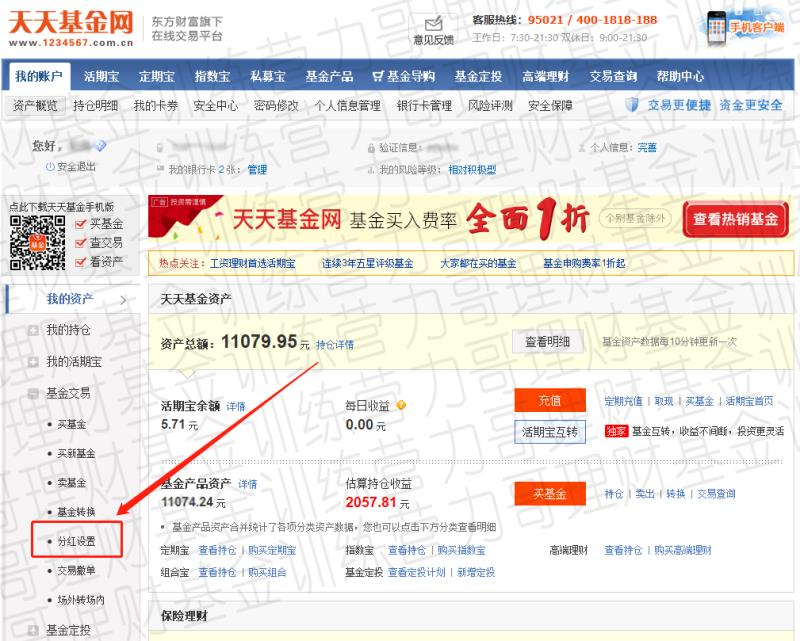 天天基金网
www.1234567.com.cn
东方财富旗下
在线交易平台
意见反馈
客服热线：95021 / 400-1818-188
工作日：7:30-21:30 双休日：9:00-21:30
手机客户端
我的账户 活期宝 定期宝 指数宝 私募宝 基金产品 基金导购 基金定投 高端理财 交易查询 帮助中心
资产概览 持仓明细 我的卡券 安全中心 密码修改 个人信息管理 银行卡管理 风险评测 安全保障 交易更便捷 资金更安全
您好，
安全退出
验证信息：
个人信息：完善
我的银行卡 2 张：管理
我的风险等级：相对积极型
点此下载天天基金手机版
买基金
查交易
看资产
基金
广告 投资需谨慎
天天基金网 基金买入费率 全面1折 个别基金除外 查看热销基金
热点关注：工资理财首选活期宝 连续3年五星评级基金 大家都在买的基金 基金申购费率1折起
我的资产
我的持仓
我的活期宝
基金交易
买基金
买新基金
卖基金
基金转换
分红设置
交易撤单
场外转场内
基金定投
天天基金资产
资产总额：11079.95 元 持仓详情
查看明细
基金资产数据每10分钟更新一次
活期宝余额 详情
5.71 元
每日收益
0.00 元
充值
定期充值 | 取现 | 买基金 | 活期宝首页
活期宝互转
独家 基金互转，收益不间断，投资更灵活
基金产品资产 详情
11074.24 元
估算持仓收益
2057.81 元
买基金
持仓 | 卖出 | 转换 | 交易查询
基金产品资产合并统计了各项分类资产数据，您也可以点击下方分类查看明细
定期宝 查看持仓 | 购买定期宝
指数宝 查看持仓 | 购买指数宝
高端理财 查看持仓 | 购买高端理财
组合宝 查看持仓 | 购买组合
基金定投 查看定投计划 | 新增定投
保险理财
力哥理财基金训练营